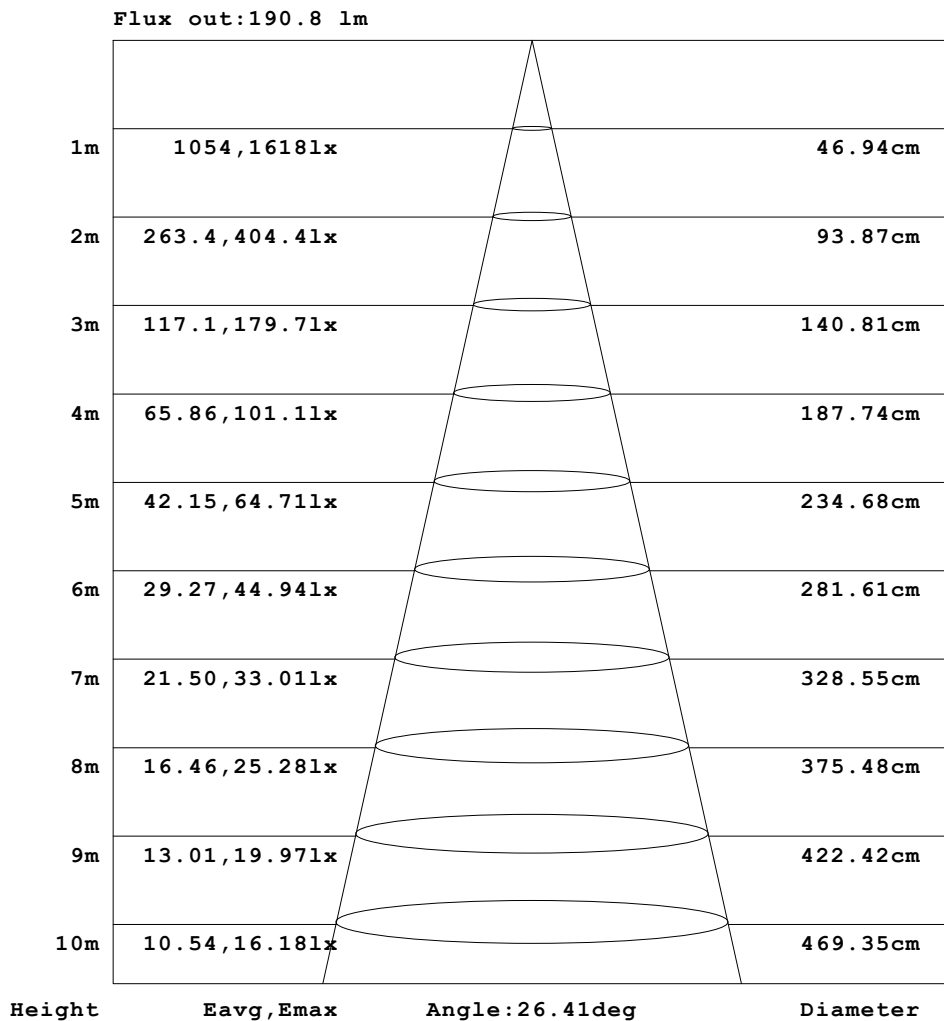 Flux out:190.8 lm
1m 1054,1618lx 46.94cm
2m 263.4,404.4lx 93.87cm
3m 117.1,179.7lx 140.81cm
4m 65.86,101.1lx 187.74cm
5m 42.15,64.71lx 234.68cm
6m 29.27,44.94lx 281.61cm
7m 21.50,33.01lx 328.55cm
8m 16.46,25.28lx 375.48cm
9m 13.01,19.97lx 422.42cm
10m 10.54,16.18lx 469.35cm
Height Eavg,Emax Angle:26.41deg Diameter